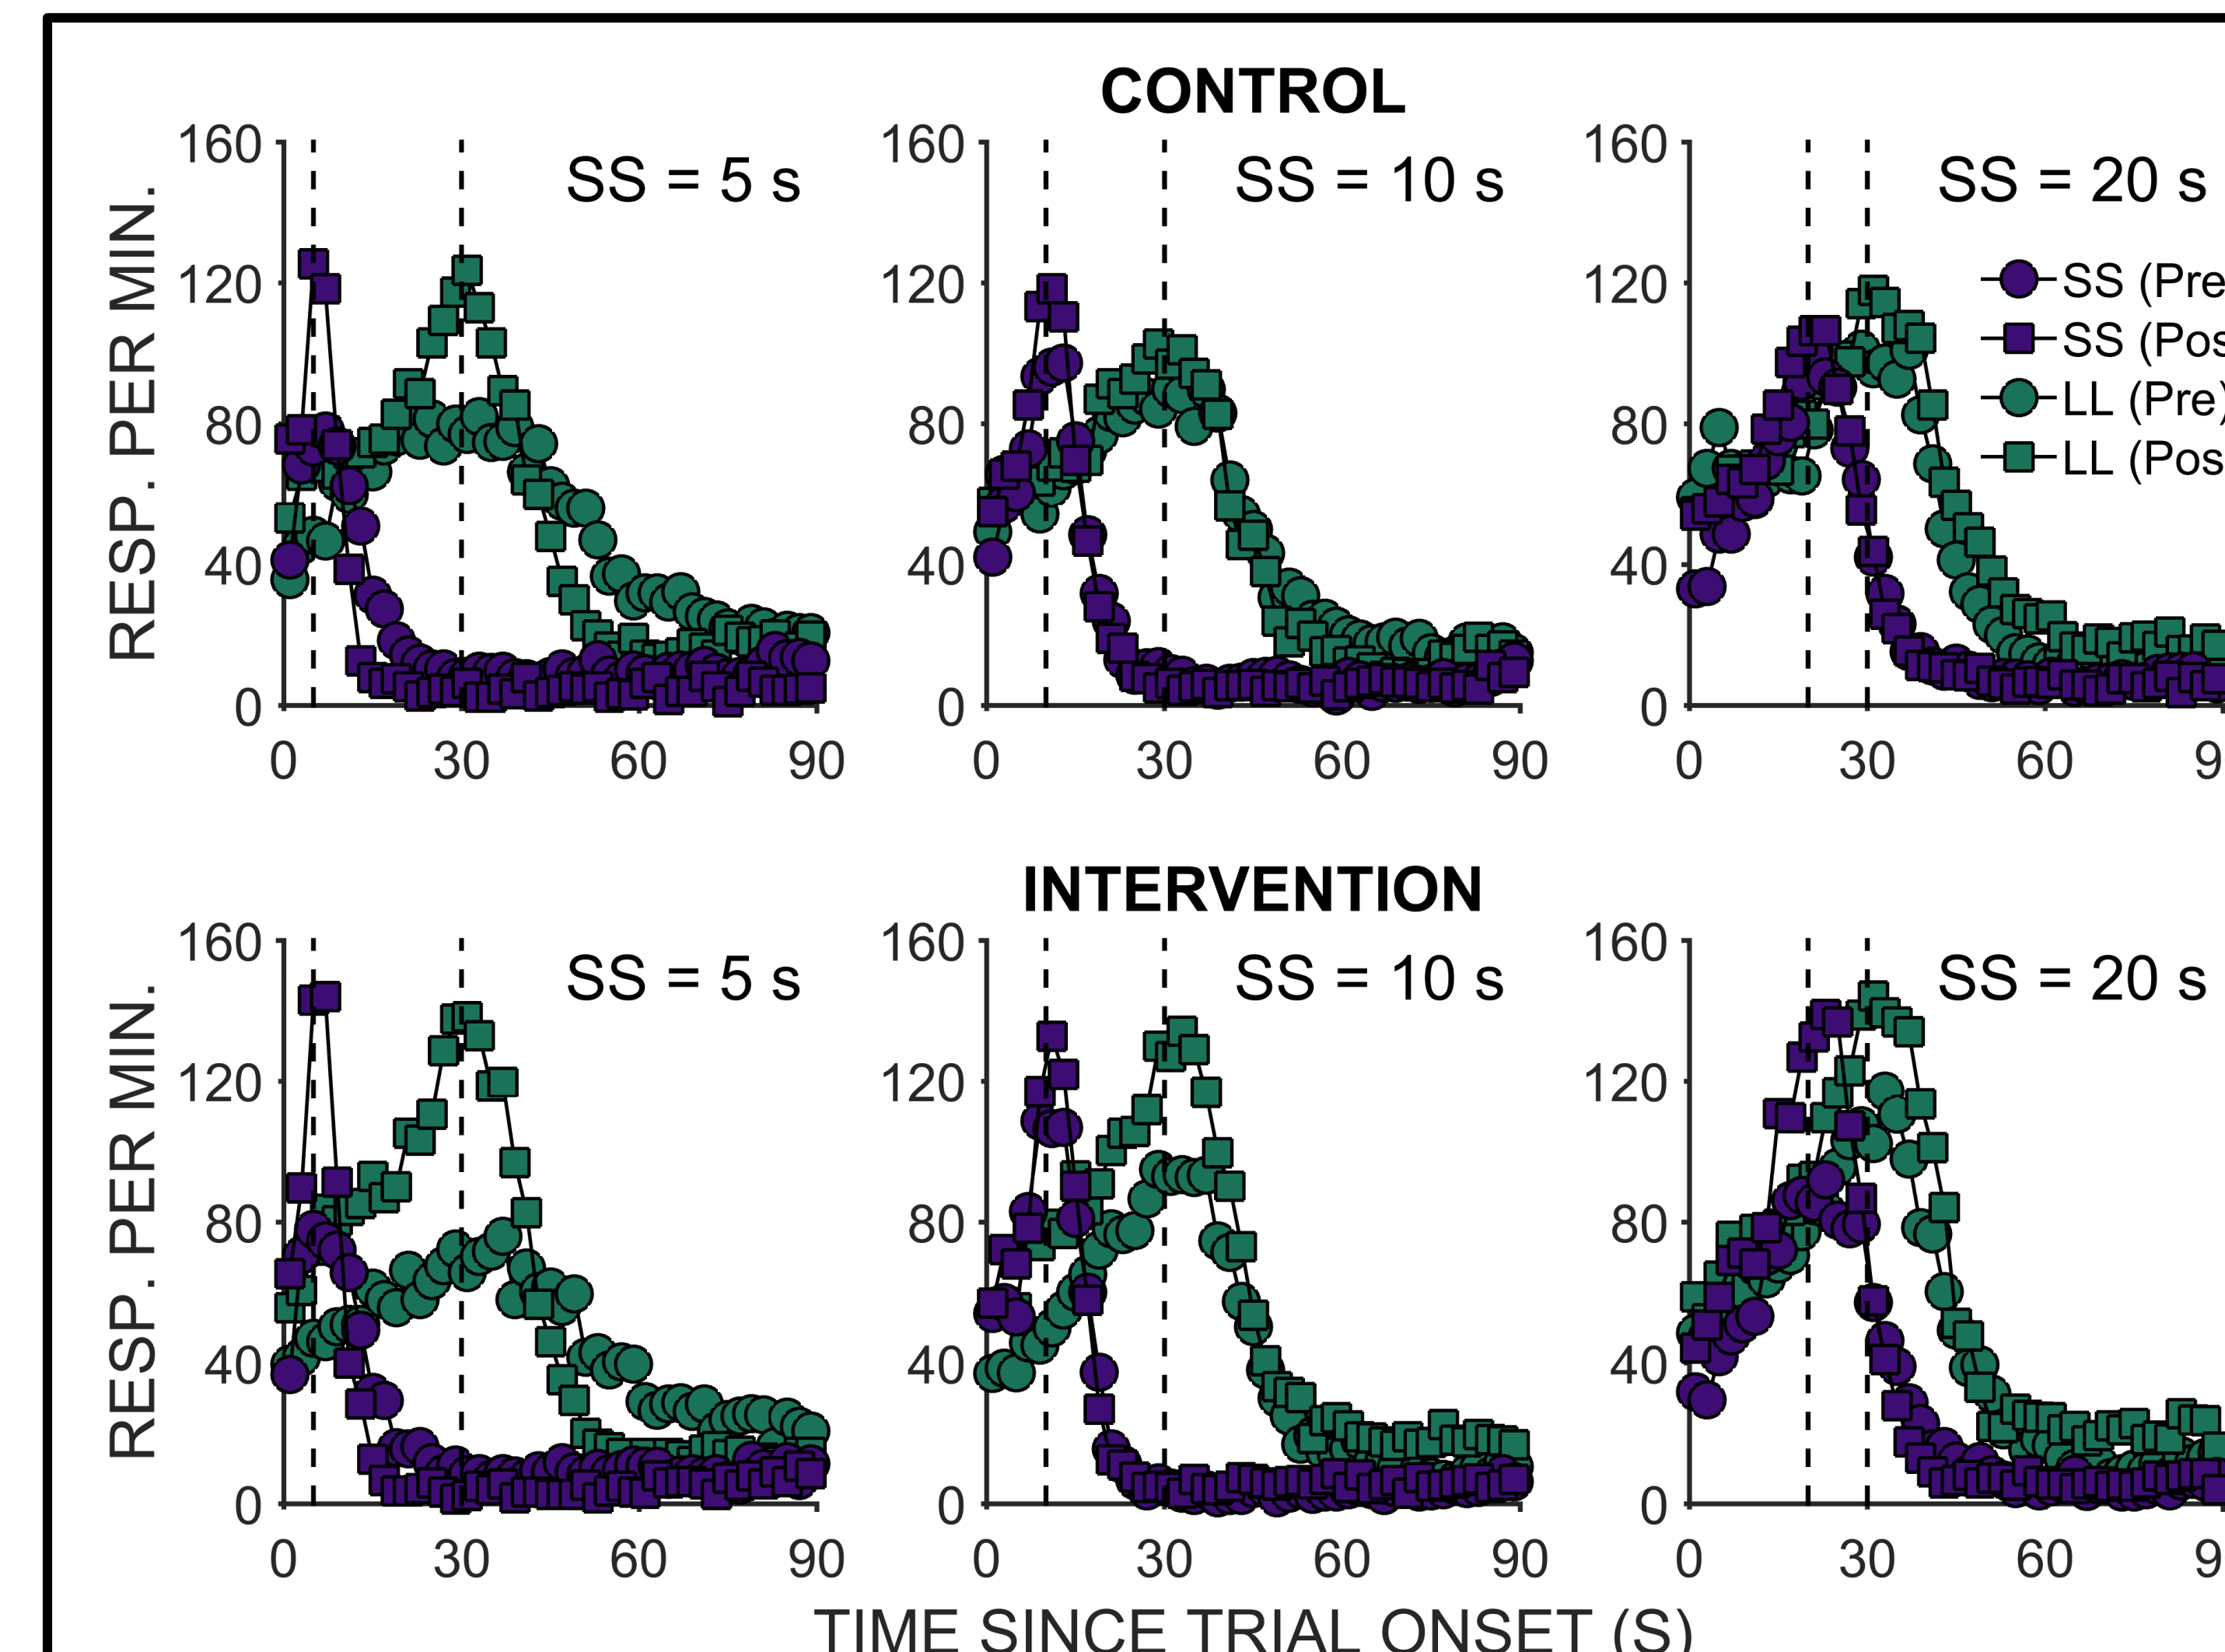 CONTROL
RESP. PER MIN.
160
120
80
40
0
0 30 60 90
SS = 5 s
160
120
80
40
0
0 30 60 90
SS = 10 s
160
120
80
40
0
0 30 60 9
SS = 20 s
SS (Pre
SS (Pos
LL (Pre)
LL (Pos
INTERVENTION
RESP. PER MIN.
160
120
80
40
0
0 30 60 90
SS = 5 s
160
120
80
40
0
0 30 60 90
SS = 10 s
160
120
80
40
0
0 30 60 9
SS = 20 s
TIME SINCE TRIAL ONSET (S)